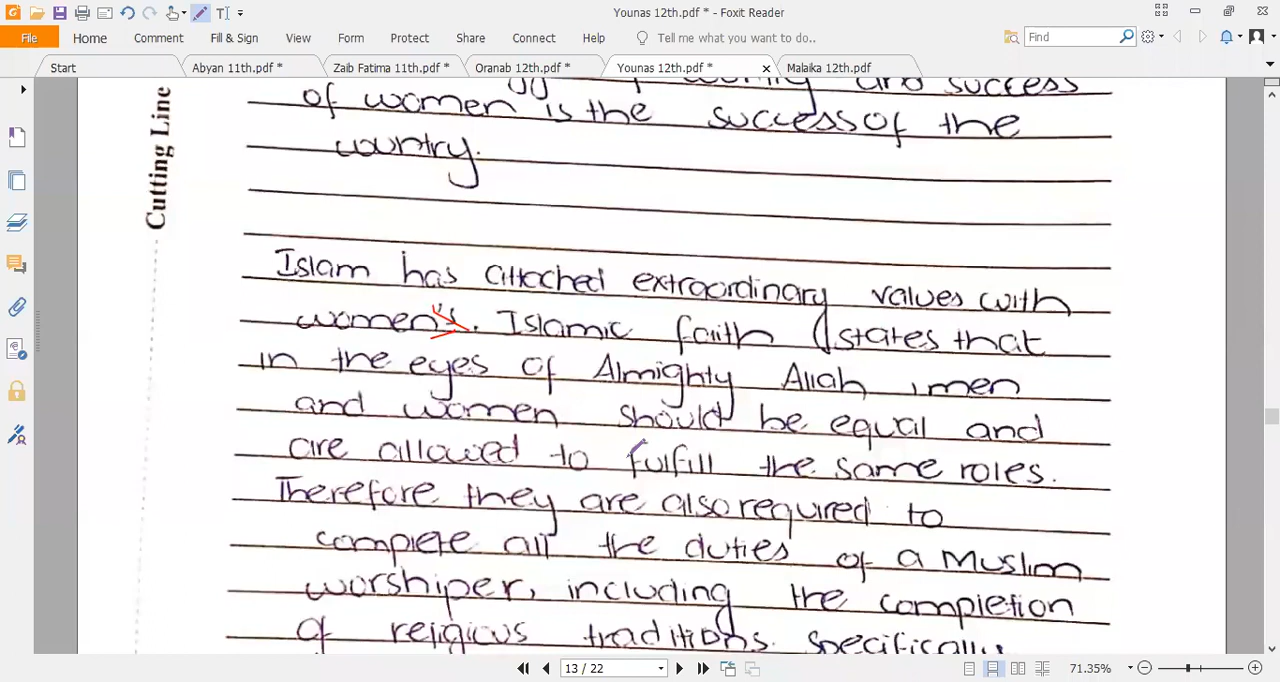 Younas 12th.pdf * - Foxit Reader
File Home Comment Fill & Sign View Form Protect Share Connect Help Tell me what you want to do.. Find
Start Abyan 11th.pdf * Zaib Fatima 11th.pdf * Oranab 12th.pdf * Younas 12th.pdf * Malaika 12th.pdf
Cutting Line
and success
of women is the success of the
country.
Islam has attached extraordinary values with
women's. Islamic faith states that
in the eyes of Almighty Allah , men
and women should be equal and
are allowed to fulfill the same roles.
Therefore they are also required to
complete all the duties of a Muslim
worshiper, including the completion
of religious traditions. specifically
13 / 22 71.35%